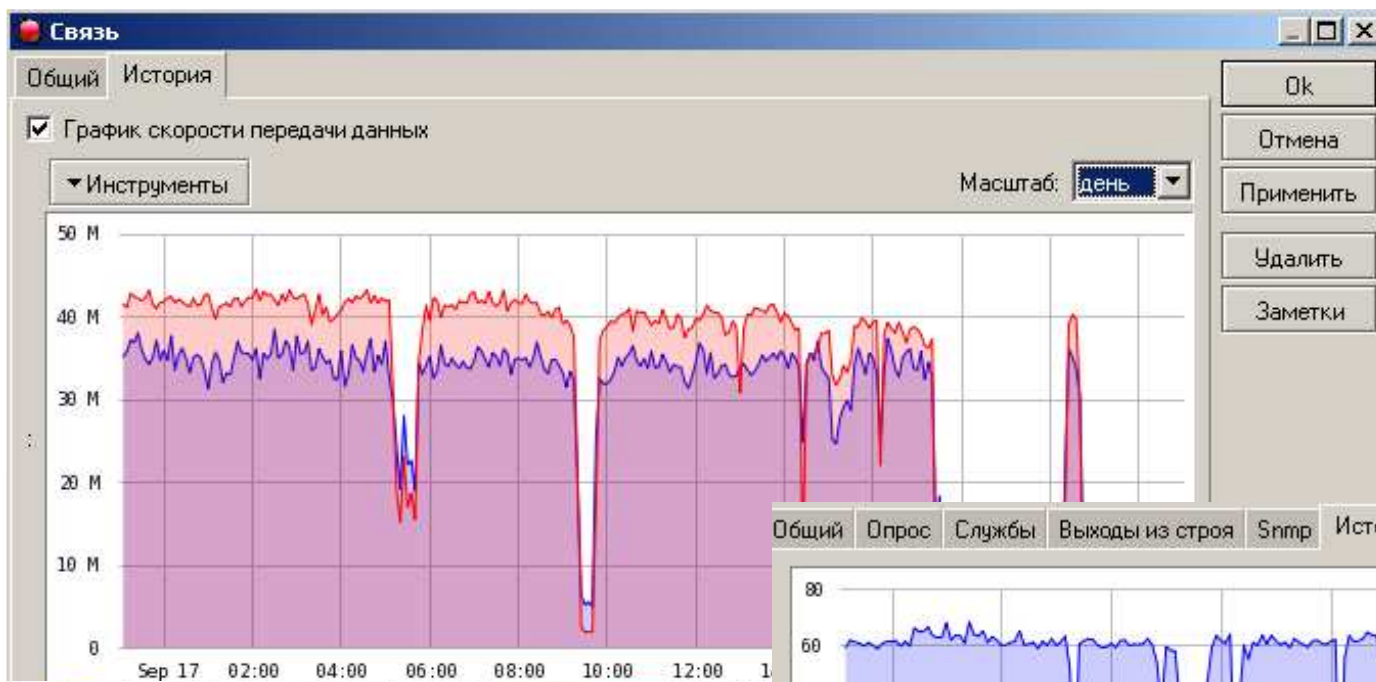 Связь
Общий История
График скорости передачи данных
Инструменты
Масштаб: день
Ok
Отмена
Применить
Удалить
Заметки
50 M
40 M
30 M
20 M
10 M
0
Sep 17 02:00 04:00 06:00 08:00 10:00 12:00
Общий Опрос Службы Выходы из строя Snmp
80
60